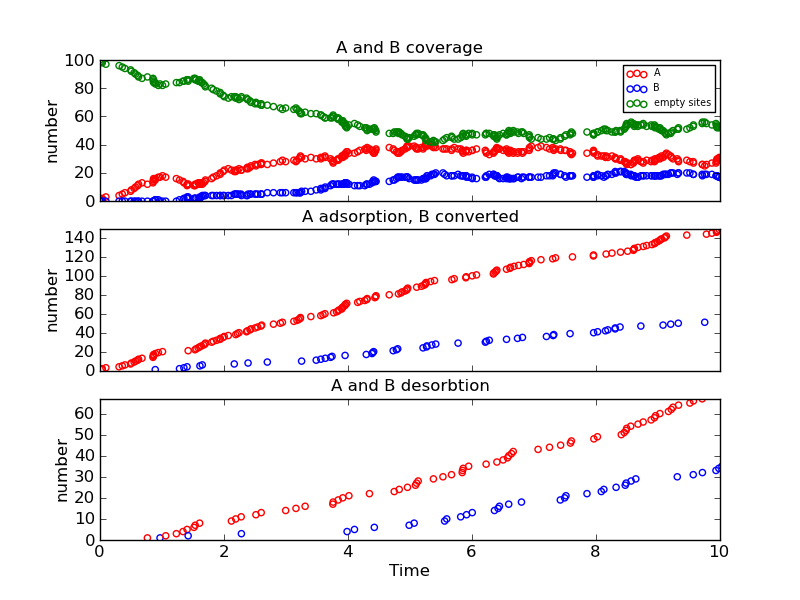 A and B coverage
number
100
80
60
40
20
0
A
B
empty sites
A adsorption, B converted
number
140
120
100
80
60
40
20
0
A and B desorbtion
number
60
50
40
30
20
10
0
0 2 4 6 8 10
Time